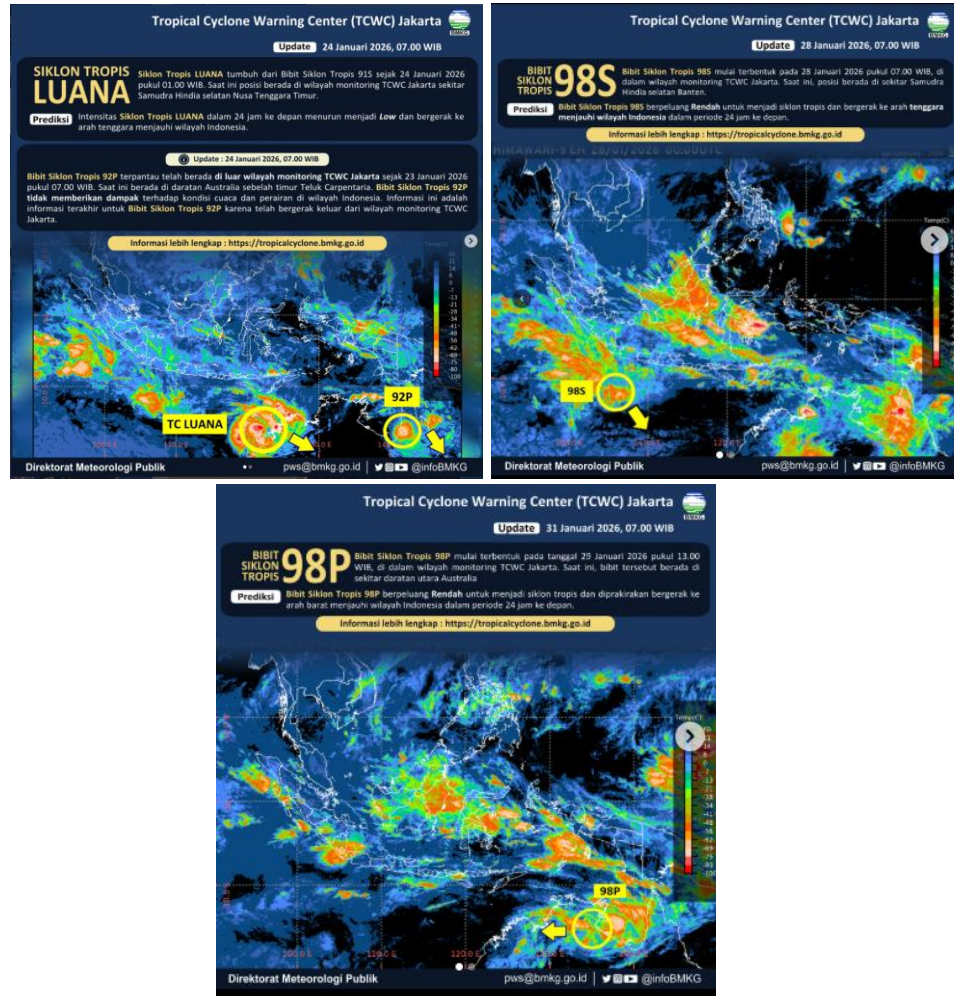 Tropical Cyclone Warning Center (TCWC) Jakarta
BMKG
Update 24 Januari 2026, 07.00 WIB
SIKLON TROPIS
LUANA
Siklon Tropis LUANA tumbuh dari Bibit Siklon Tropis 91S sejak 24 Januari 2026
pukul 01.00 WIB. Saat ini posisi berada di wilayah monitoring TCWC Jakarta sekitar
Samudra Hindia selatan Nusa Tenggara Timur.
Prediksi
Intensitas Siklon Tropis LUANA dalam 24 jam ke depan menurun menjadi Low dan bergerak ke
arah tenggara menjauhi wilayah Indonesia.
Update : 24 Januari 2026, 07.00 WIB
Bibit Siklon Tropis 92P terpantau telah berada di luar wilayah monitoring TCWC Jakarta sejak 23 Januari 2026
pukul 07.00 WIB. Saat ini berada di daratan Australia sebelah timur Teluk Carpentaria. Bibit Siklon Tropis 92P
tidak memberikan dampak terhadap kondisi cuaca dan perairan di wilayah Indonesia. Informasi ini adalah
informasi terakhir untuk Bibit Siklon Tropis 92P karena telah bergerak keluar dari wilayah monitoring TCWC
Jakarta.
Informasi lebih lengkap : https://tropicalcyclone.bmkg.go.id
TC LUANA
92P
Direktorat Meteorologi Publik
pws@bmkg.go.id | @infoBMKG
Tropical Cyclone Warning Center (TCWC) Jakarta
BMKG
Update 28 Januari 2026, 07.00 WIB
BIBIT
SIKLON
TROPIS
98S
Bibit Siklon Tropis 98S mulai terbentuk pada 28 Januari 2026 pukul 07.00 WIB, di
dalam wilayah monitoring TCWC Jakarta. Saat ini, posisi berada di sekitar Samudra
Hindia selatan Banten.
Prediksi
Bibit Siklon Tropis 98S berpeluang Rendah untuk menjadi siklon tropis dan bergerak ke arah tenggara
menjauhi wilayah Indonesia dalam periode 24 jam ke depan.
Informasi lebih lengkap : https://tropicalcyclone.bmkg.go.id
HIMAWARI-9 EH 28/01/2026 00:00UTC
Temp(C)
98S
120.0 E
Direktorat Meteorologi Publik
pws@bmkg.go.id | @infoBMKG
Tropical Cyclone Warning Center (TCWC) Jakarta
BMKG
Update 31 Januari 2026, 07.00 WIB
BIBIT
SIKLON
TROPIS
98P
Bibit Siklon Tropis 98P mulai terbentuk pada tanggal 29 Januari 2026 pukul 13.00
WIB, di dalam wilayah monitoring TCWC Jakarta. Saat ini, bibit tersebut berada di
sekitar daratan utara Australia
Prediksi
Bibit Siklon Tropis 98P berpeluang Rendah untuk menjadi siklon tropis dan diprakirakan bergerak ke
arah barat menjauhi wilayah Indonesia dalam periode 24 jam ke depan.
Informasi lebih lengkap : https://tropicalcyclone.bmkg.go.id
Temp(C)
98P
Direktorat Meteorologi Publik
pws@bmkg.go.id | @infoBMKG